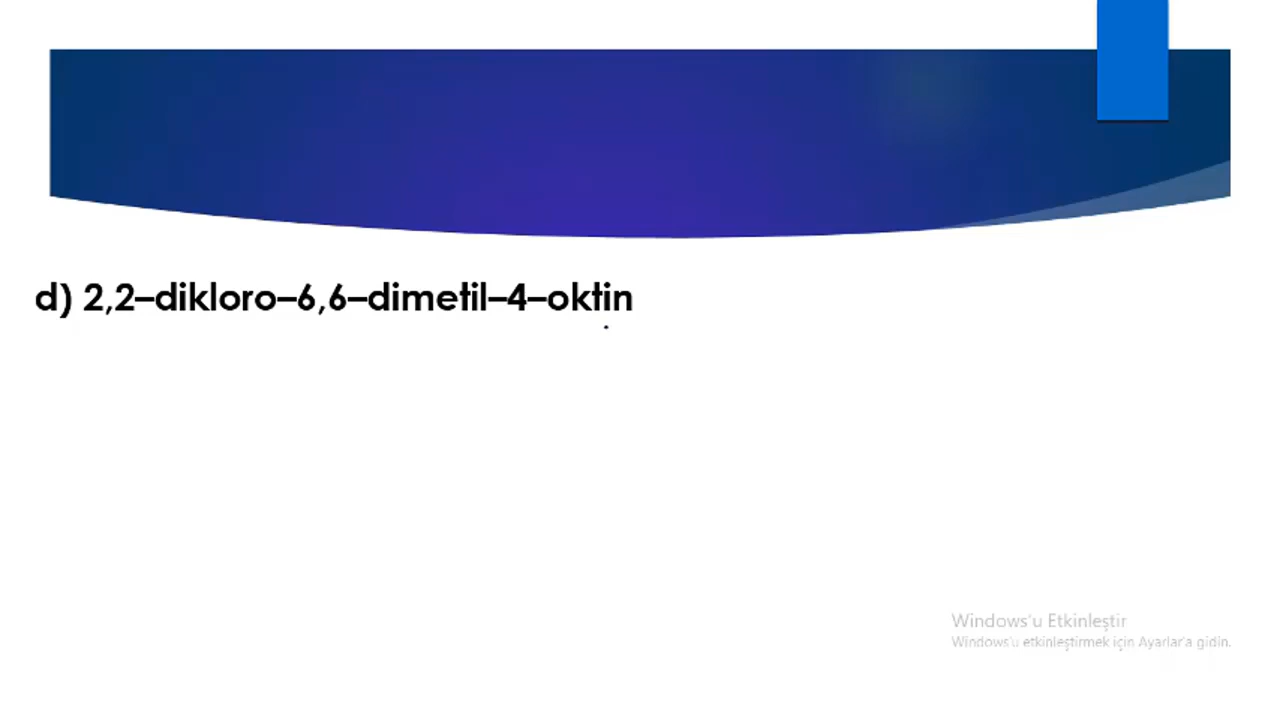 d) 2,2–dikloro–6,6–dimetil–4–oktin
Windows'u Etkinleştir
Windows'u etkinleştirmek için Ayarlar'a gidin.